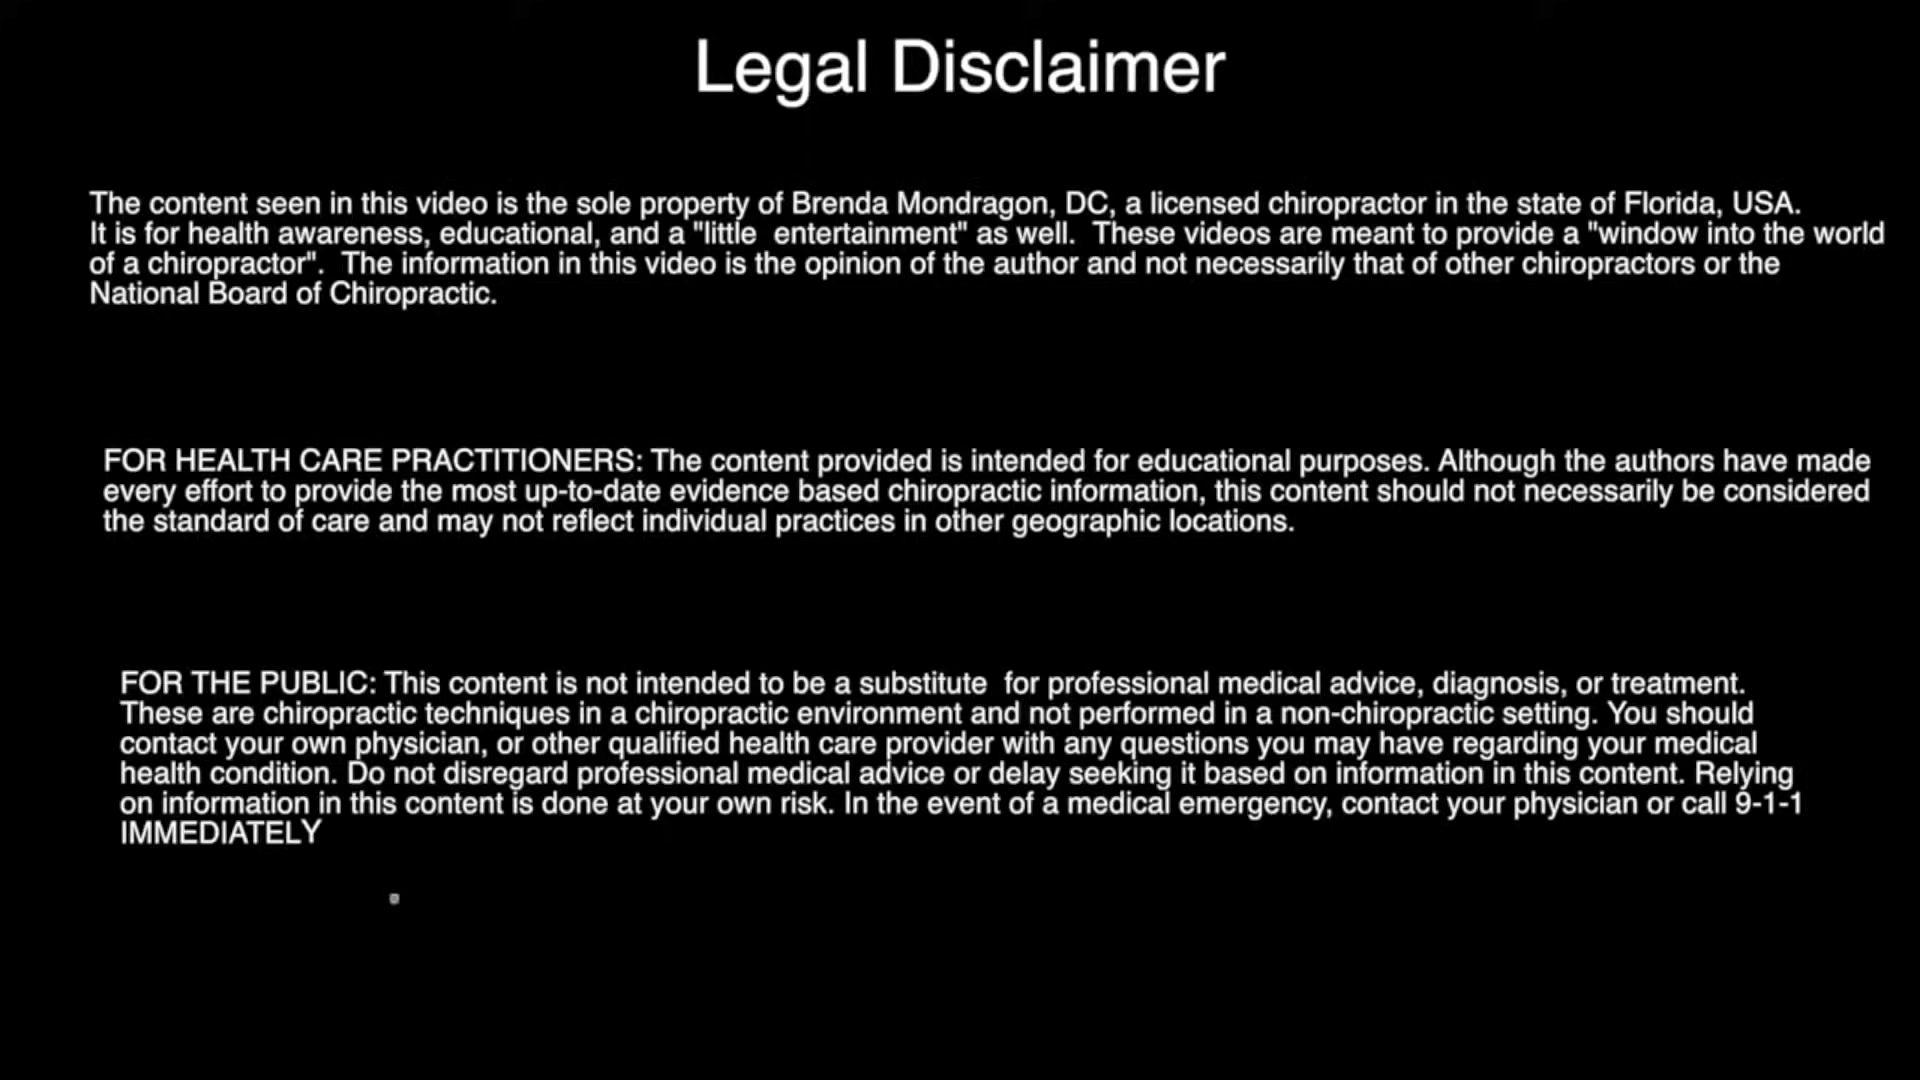 Legal Disclaimer
The content seen in this video is the sole property of Brenda Mondragon, DC, a licensed chiropractor in the state of Florida, USA.
It is for health awareness, educational, and a "little  entertainment" as well.  These videos are meant to provide a "window into the world
of a chiropractor".  The information in this video is the opinion of the author and not necessarily that of other chiropractors or the
National Board of Chiropractic.
FOR HEALTH CARE PRACTITIONERS: The content provided is intended for educational purposes. Although the authors have made
every effort to provide the most up-to-date evidence based chiropractic information, this content should not necessarily be considered
the standard of care and may not reflect individual practices in other geographic locations.
FOR THE PUBLIC: This content is not intended to be a substitute  for professional medical advice, diagnosis, or treatment.
These are chiropractic techniques in a chiropractic environment and not performed in a non-chiropractic setting. You should
contact your own physician, or other qualified health care provider with any questions you may have regarding your medical
health condition. Do not disregard professional medical advice or delay seeking it based on information in this content. Relying
on information in this content is done at your own risk. In the event of a medical emergency, contact your physician or call 9-1-1
IMMEDIATELY